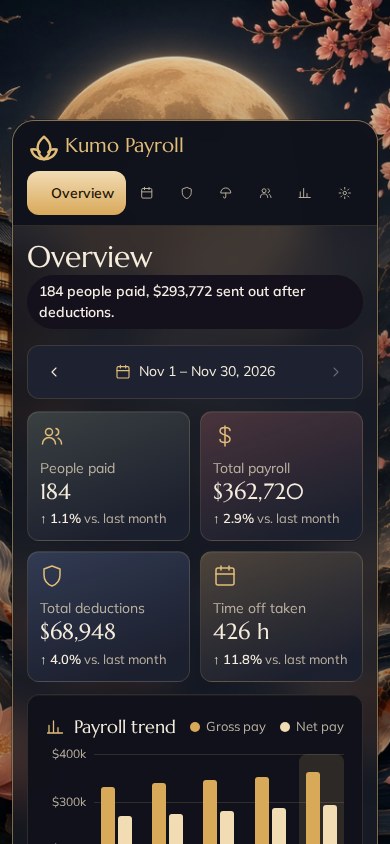 Kumo Payroll
Overview
Overview
184 people paid, $293,772 sent out after
deductions.
Nov 1 – Nov 30, 2026
People paid
184
↑ 1.1% vs. last month
Total payroll
$362,720
↑ 2.9% vs. last month
Total deductions
$68,948
↑ 4.0% vs. last month
Time off taken
426 h
↑ 11.8% vs. last month
Payroll trend
Gross pay
Net pay
$400k
$300k